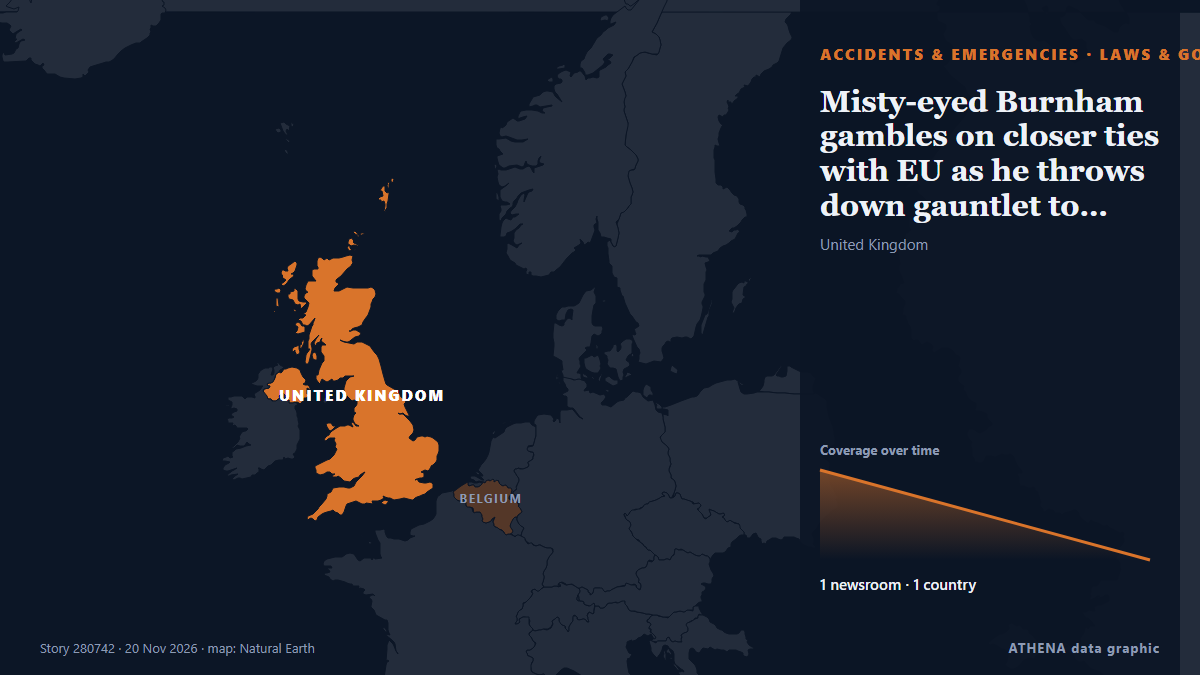 ACCIDENTS & EMERGENCIES · LAWS & GO
Misty-eyed Burnham
gambles on closer ties
with EU as he throws
down gauntlet to...
United Kingdom
UNITED KINGDOM
BELGIUM
Coverage over time
1 newsroom · 1 country
Story 280742 · 20 Nov 2026 · map: Natural Earth
ATHENA data graphic